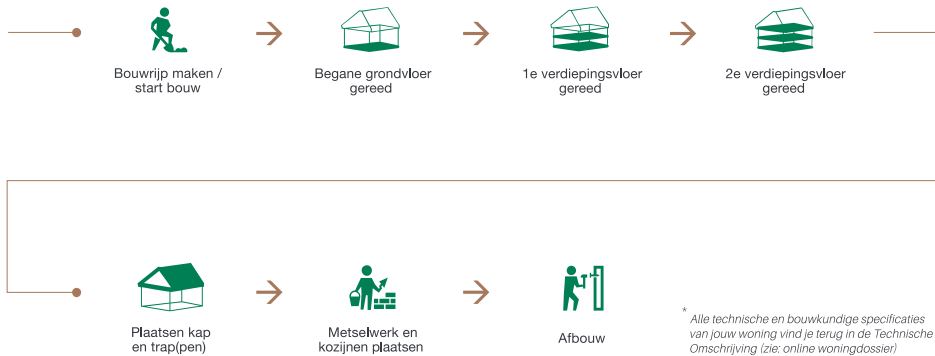 Bouwrijp maken /
start bouw
Begane grondvloer
gereed
1e verdiepingsvloer
gereed
2e verdiepingsvloer
gereed
Plaatsen kap
en trap(pen)
Metselwerk en
kozijnen plaatsen
Afbouw
* Alle technische en bouwkundige specificaties
van jouw woning vind je terug in de Technische
Omschrijving (zie: online woningdossier)